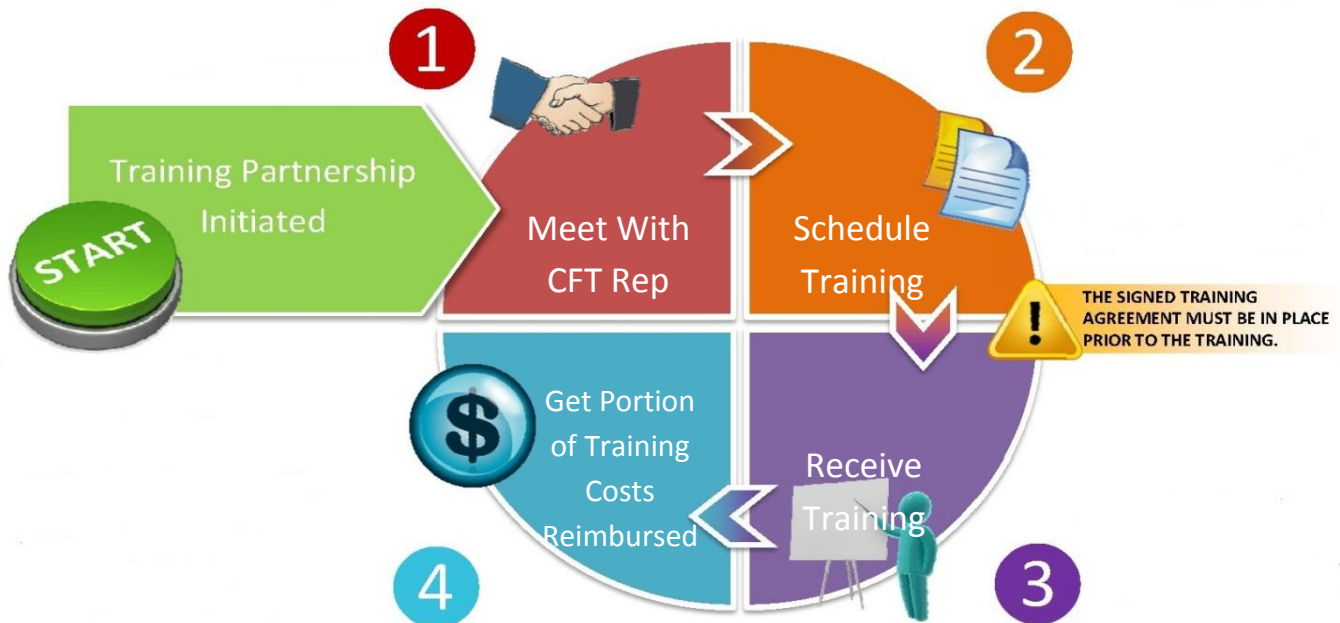 START
Training Partnership
Initiated
1
Meet With
CFT Rep
2
Schedule
Training
!
THE SIGNED TRAINING
AGREEMENT MUST BE IN PLACE
PRIOR TO THE TRAINING.
3
Receive
Training
4
$
Get Portion
of Training
Costs
Reimbursed